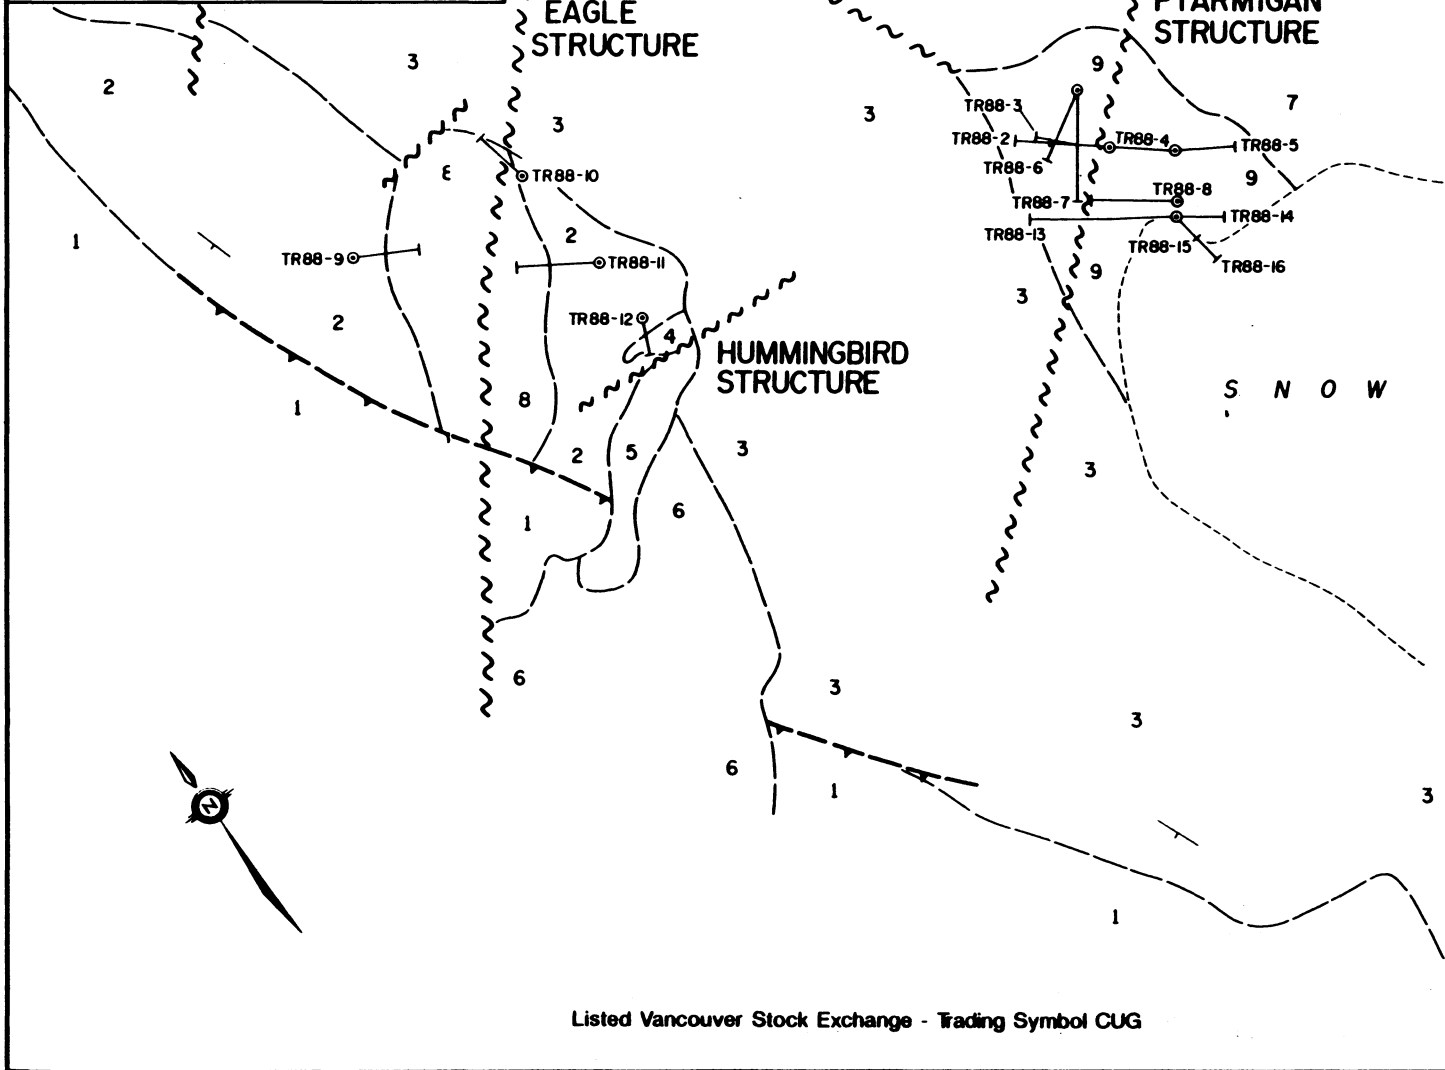 EAGLE
STRUCTURE
PTARMIGAN
STRUCTURE
2
3
3
3
9
7
TR88-3
TR88-2
TR88-4
TR88-5
TR88-6
3
TR88-10
9
TR88-8
TR88-7
TR88-14
TR88-13
1
2
TR88-15
TR88-9
TR88-11
TR88-16
9
3
2
TR88-12
4
HUMMINGBIRD
STRUCTURE
S N O W
1
8
2
5
3
3
6
1
6
3
3
6
1
3
N
1
Listed Vancouver Stock Exchange - Trading Symbol CUG